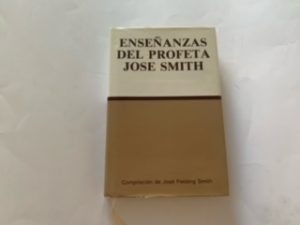 ENSEÑANZAS
DEL PROFETA
JOSE SMITH
Compilación de José Fielding Smith